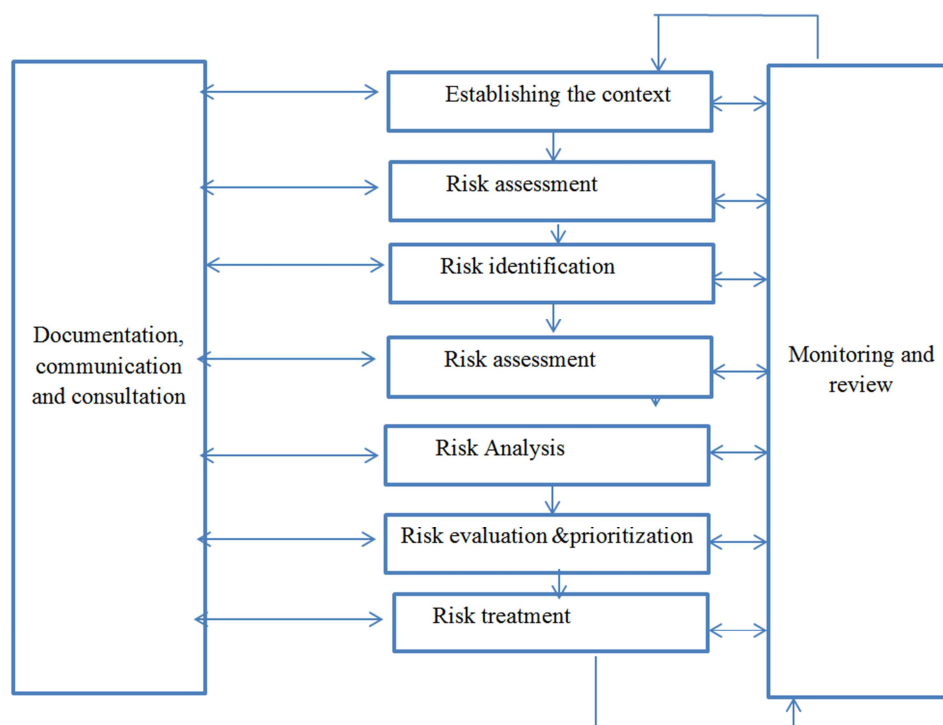 Establishing the context
Risk assessment
Risk identification
Risk assessment
Risk Analysis
Risk evaluation &prioritization
Risk treatment
Documentation,
communication
and consultation
Monitoring and
review